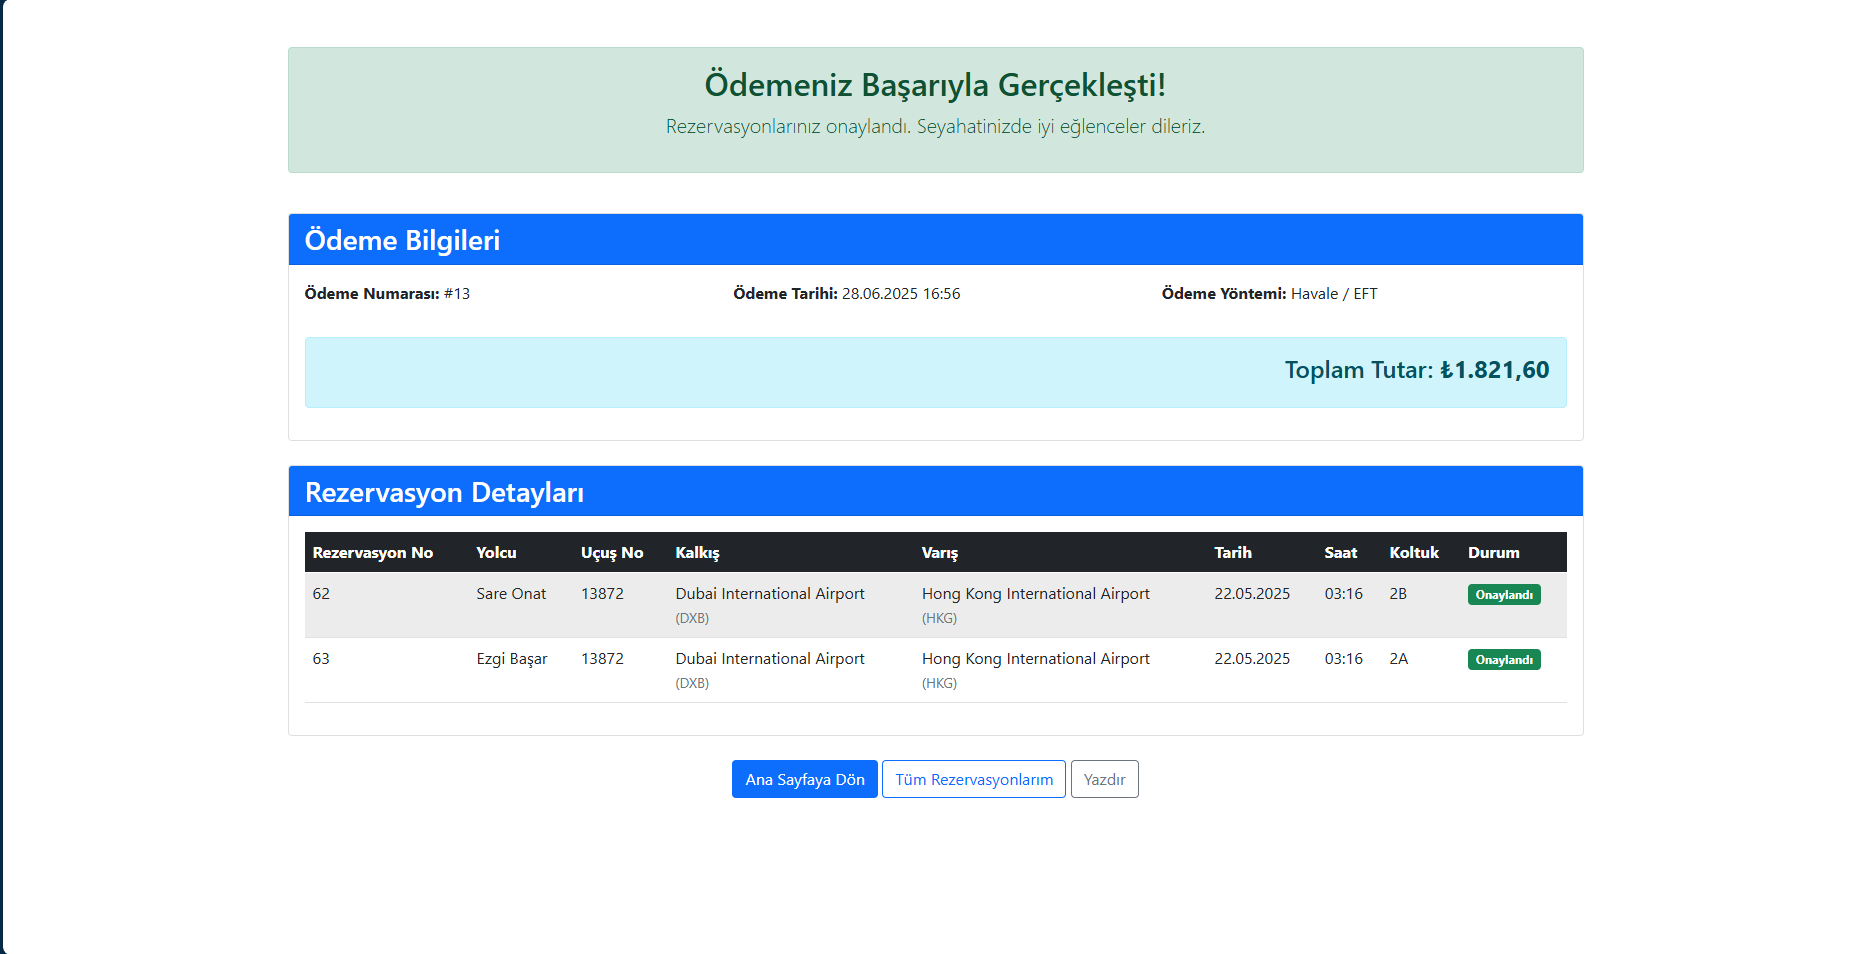 Ödemeniz Başarıyla Gerçekleşti!
Rezervasyonlarınız onaylandı. Seyahatinizde iyi eğlenceler dileriz.
Ödeme Bilgileri
Ödeme Numarası: #13 Ödeme Tarihi: 28.06.2025 16:56 Ödeme Yöntemi: Havale / EFT
Toplam Tutar: ₺1.821,60
Rezervasyon Detayları
Rezervasyon No Yolcu Uçuş No Kalkış Varış Tarih Saat Koltuk Durum
62 Sare Onat 13872 Dubai International Airport Hong Kong International Airport 22.05.2025 03:16 2B Onaylandı
(DXB) (HKG)
63 Ezgi Başar 13872 Dubai International Airport Hong Kong International Airport 22.05.2025 03:16 2A Onaylandı
(DXB) (HKG)
Ana Sayfaya Dön Tüm Rezervasyonlarım Yazdır